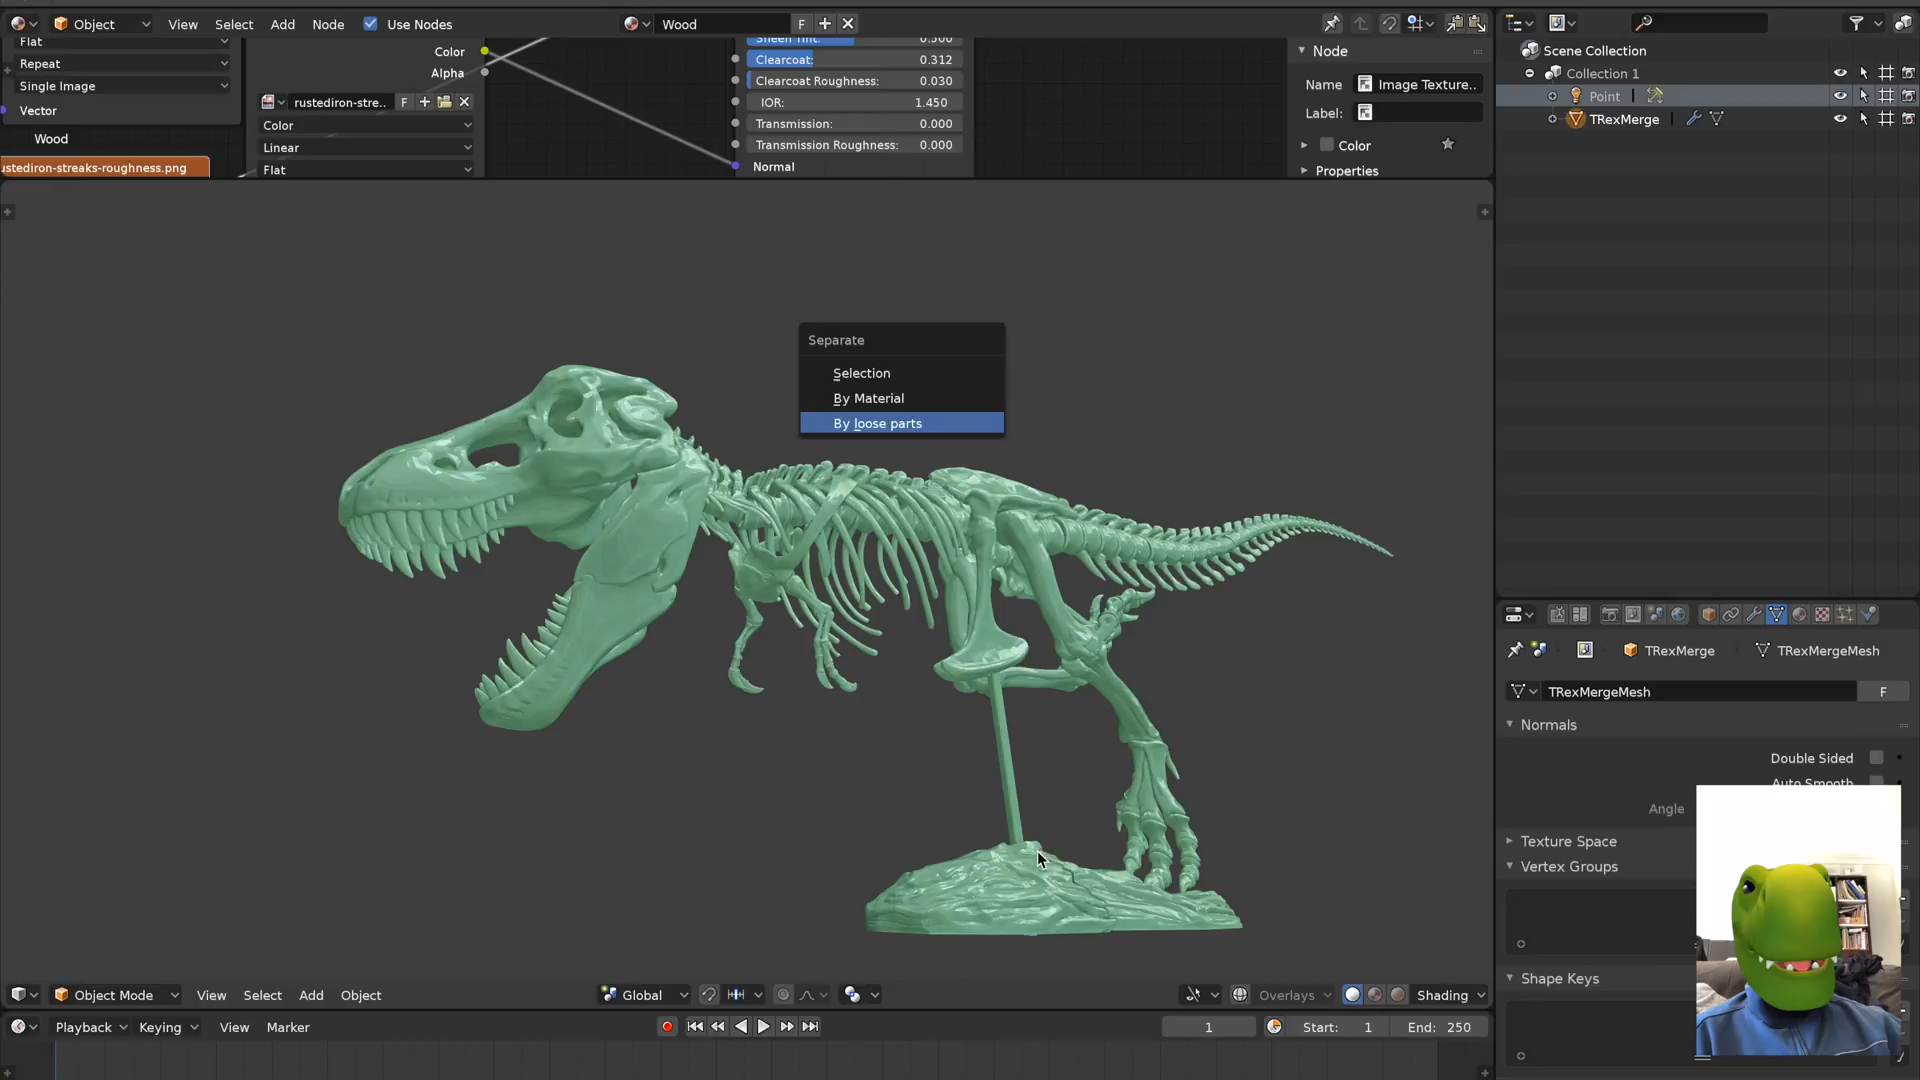 Object View Select Add Node Use Nodes Wood F
Flat
Repeat
Single Image
Vector
Wood
Color
Alpha
rustediron-stre.. F
Color
Linear
Flat
Clearcoat: 0.312
Clearcoat Roughness: 0.030
IOR: 1.450
Transmission: 0.000
Transmission Roughness: 0.000
Normal
Node
Name Image Texture..
Label:
Color
Properties
Scene Collection
Collection 1
Point
TRexMerge
Separate
Selection
By Material
By loose parts
TRexMerge TRexMergeMesh
TRexMergeMesh F
Normals
Double Sided
Auto Smooth
Angle
Texture Space
Vertex Groups
Shape Keys
Object Mode View Select Add Object Global Overlays Shading
Playback Keying View Marker 1 Start: 1 End: 250